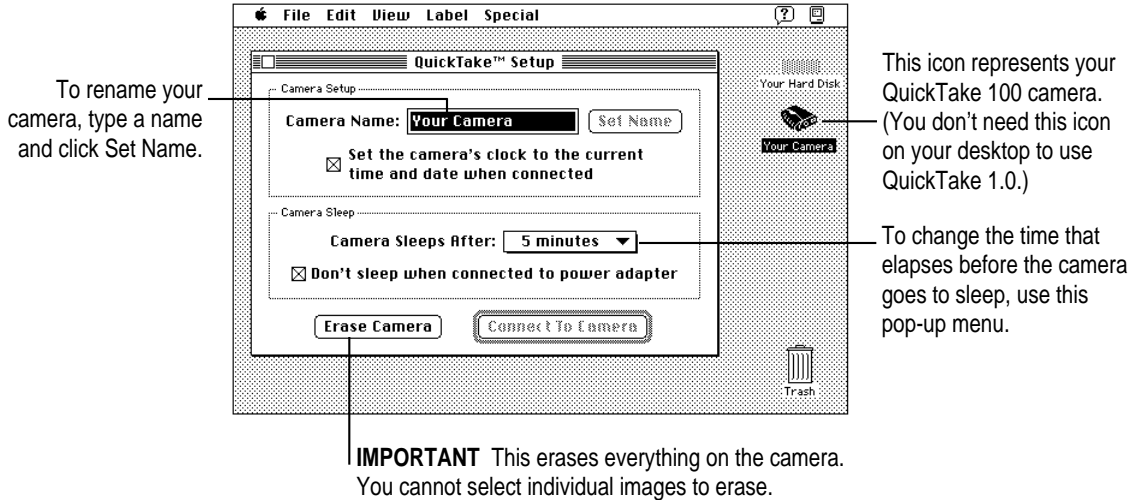 File Edit View Label Special
QuickTake™ Setup
Camera Setup
Camera Name: Your Camera Set Name
Set the camera's clock to the current
time and date when connected
Camera Sleep
Camera Sleeps After: 5 minutes
Don't sleep when connected to power adapter
Erase Camera Connect To Camera
Your Hard Disk
Your Camera
Trash
To rename your
camera, type a name
and click Set Name.
This icon represents your
QuickTake 100 camera.
(You don’t need this icon
on your desktop to use
QuickTake 1.0.)
To change the time that
elapses before the camera
goes to sleep, use this
pop-up menu.
IMPORTANT This erases everything on the camera.
You cannot select individual images to erase.